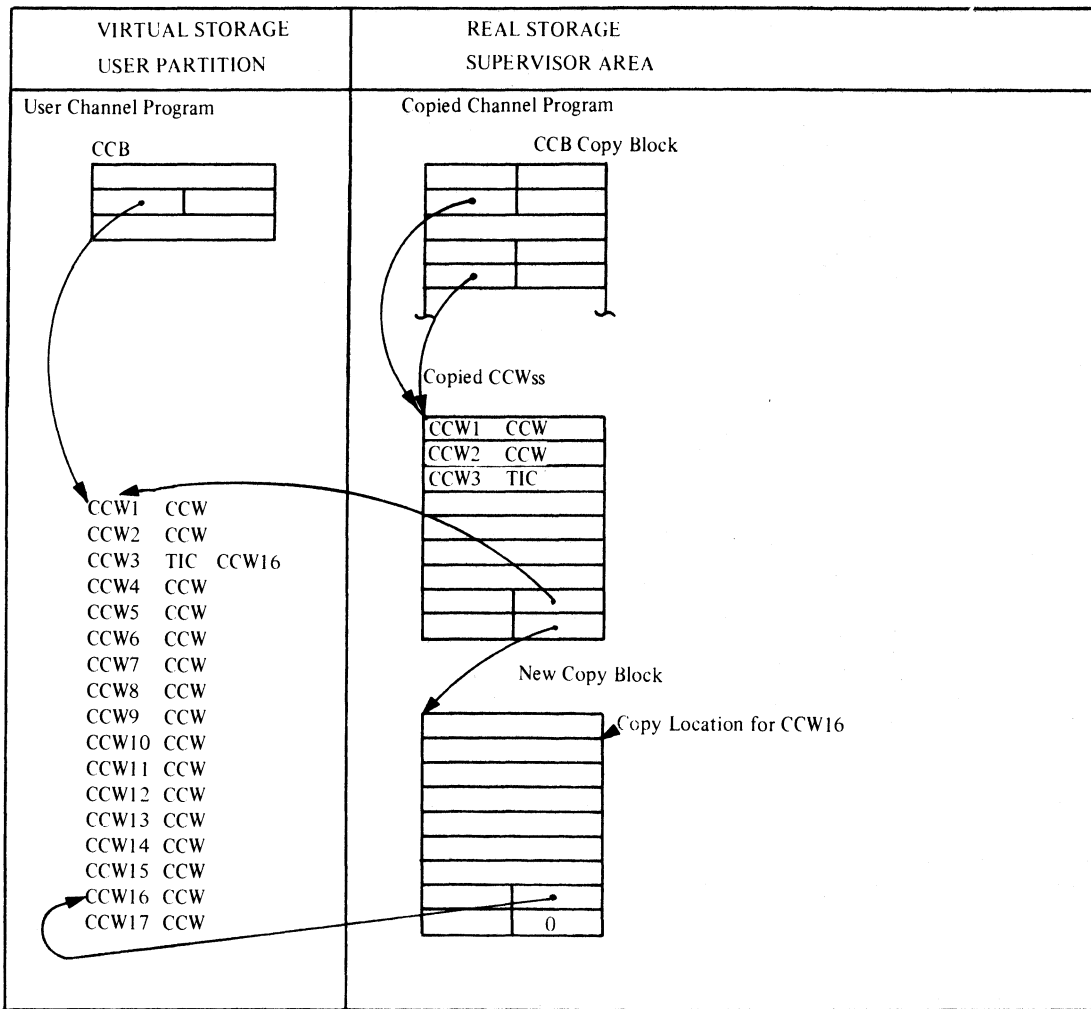 VIRTUAL STORAGE
USER PARTITION
REAL STORAGE
SUPERVISOR AREA
User Channel Program
CCB
Copied Channel Program
CCB Copy Block
Copied CCWss
CCW1 CCW
CCW2 CCW
CCW3 TIC
CCW1 CCW
CCW2 CCW
CCW3 TIC CCW16
CCW4 CCW
CCW5 CCW
CCW6 CCW
CCW7 CCW
CCW8 CCW
CCW9 CCW
CCW10 CCW
CCW11 CCW
CCW12 CCW
CCW13 CCW
CCW14 CCW
CCW15 CCW
CCW16 CCW
CCW17 CCW
New Copy Block
Copy Location for CCW16
0